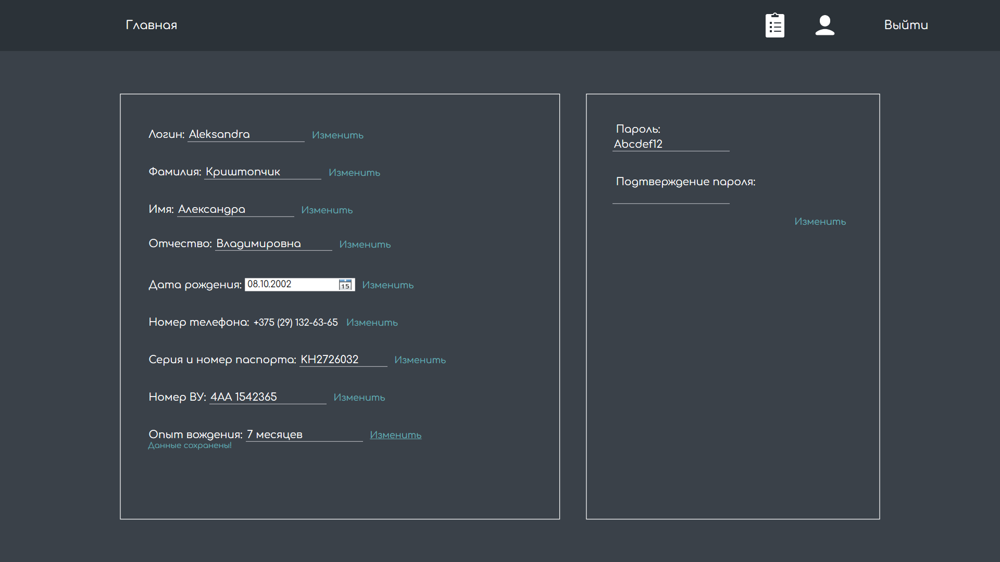 Главная
Выйти
Логин: Aleksandra Изменить
Фамилия: Криштопчик Изменить
Имя: Александра Изменить
Отчество: Владимировна Изменить
Дата рождения: 08.10.2002 15 Изменить
Номер телефона: +375 (29) 132-63-65 Изменить
Серия и номер паспорта: KH2726032 Изменить
Номер ВУ: 4AA 1542365 Изменить
Опыт вождения: 7 месяцев Изменить
Данные сохранены!
Пароль:
Abcdef12
Подтверждение пароля:
Изменить